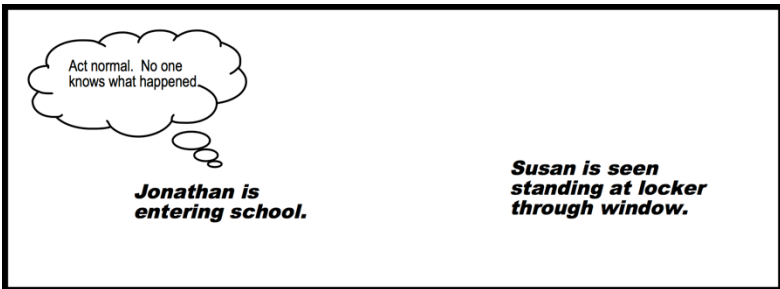 Act normal.  No one
knows what happened.
Jonathan is
entering school.
Susan is seen
standing at locker
through window.